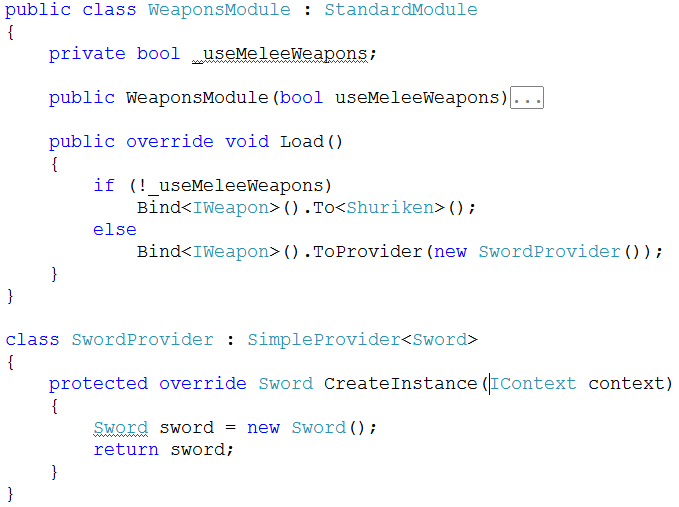 public class WeaponsModule : StandardModule
{
    private bool _useMeleeWeapons;
    public WeaponsModule(bool useMeleeWeapons)...
    public override void Load()
    {
        if (!_useMeleeWeapons)
            Bind<IWeapon>().To<Shuriken>();
        else
            Bind<IWeapon>().ToProvider(new SwordProvider());
    }
}
class SwordProvider : SimpleProvider<Sword>
{
    protected override Sword CreateInstance(IContext context)
    {
        Sword sword = new Sword();
        return sword;
    }
}